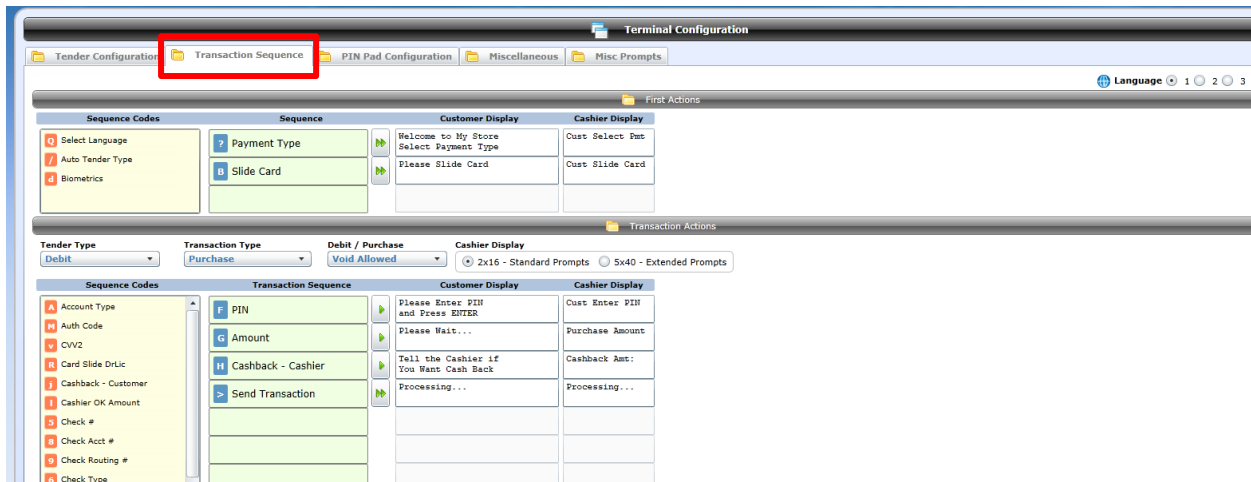 Terminal Configuration
Tender Configuration Transaction Sequence PIN Pad Configuration Miscellaneous Misc Prompts
Language 1 2 3
First Actions
Sequence Codes Sequence Customer Display Cashier Display
Q Select Language
/ Auto Tender Type
d Biometrics
? Payment Type
B Slide Card
Welcome to My Store
Select Payment Type
Please Slide Card
Cust Select Pmt
Cust Slide Card
Transaction Actions
Tender Type Transaction Type Debit / Purchase Cashier Display
Debit Purchase Void Allowed 2x16 - Standard Prompts 5x40 - Extended Prompts
Sequence Codes Transaction Sequence Customer Display Cashier Display
A Account Type
M Auth Code
v CVV2
R Card Slide DrLic
j Cashback - Customer
I Cashier OK Amount
5 Check #
8 Check Acct #
9 Check Routing #
6 Check Type
F PIN
G Amount
H Cashback - Cashier
> Send Transaction
Please Enter PIN
and Press ENTER
Please Wait...
Tell the Cashier if
You Want Cash Back
Processing...
Cust Enter PIN
Purchase Amount
Cashback Amt:
Processing...